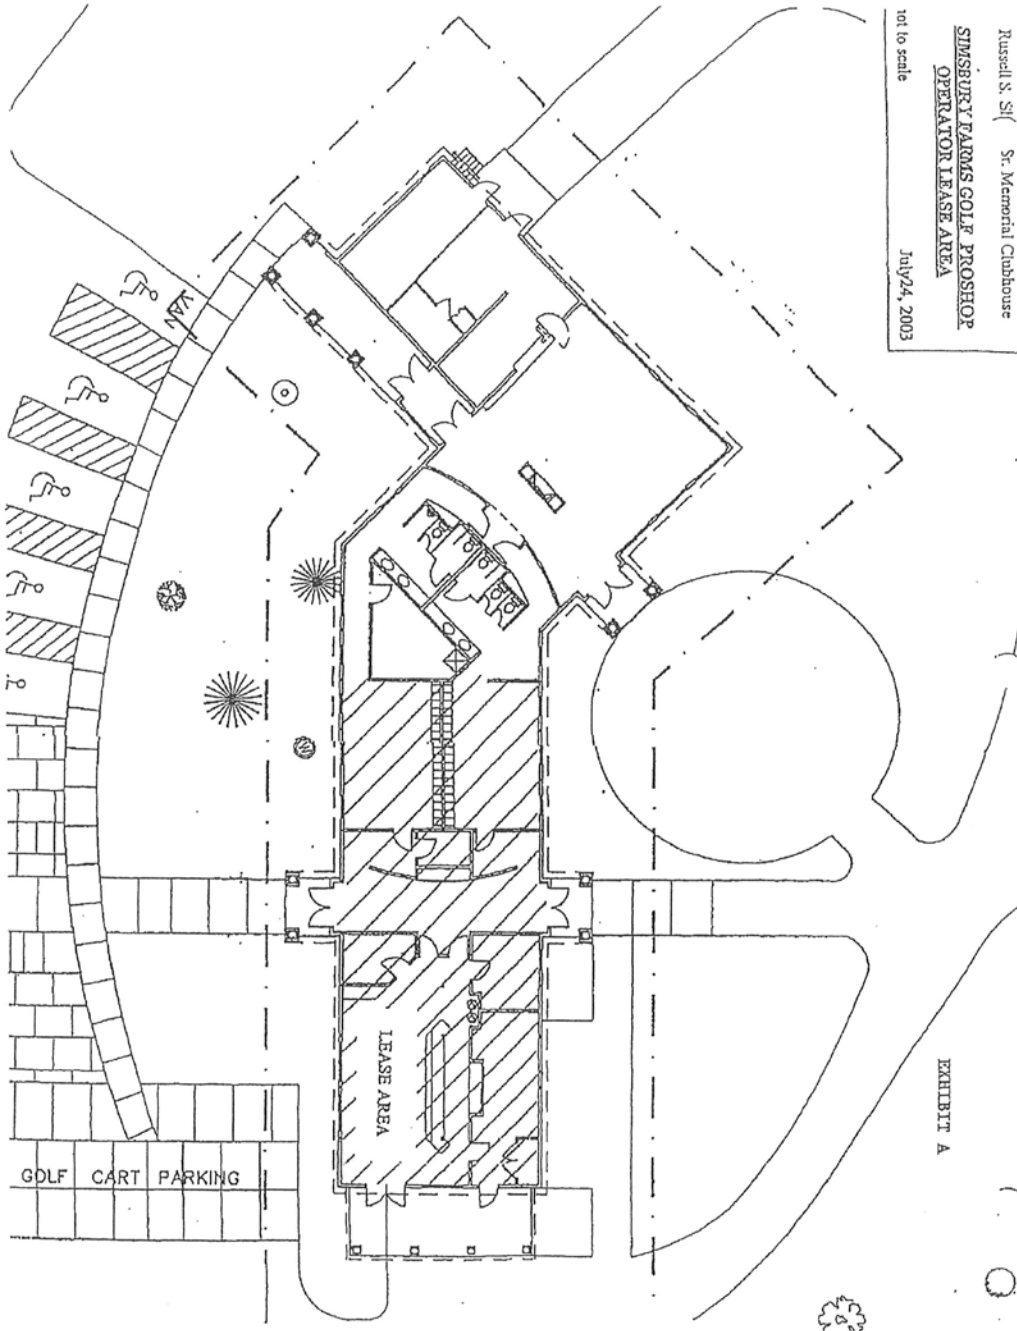 Russell S. Sr. Memorial Clubhouse
SIMSBURY FARMS GOLF PROSHOP
OPERATOR LEASE AREA
not to scale July24, 2003
VAN
LEASE AREA
EXHIBIT A
GOLF CART PARKING